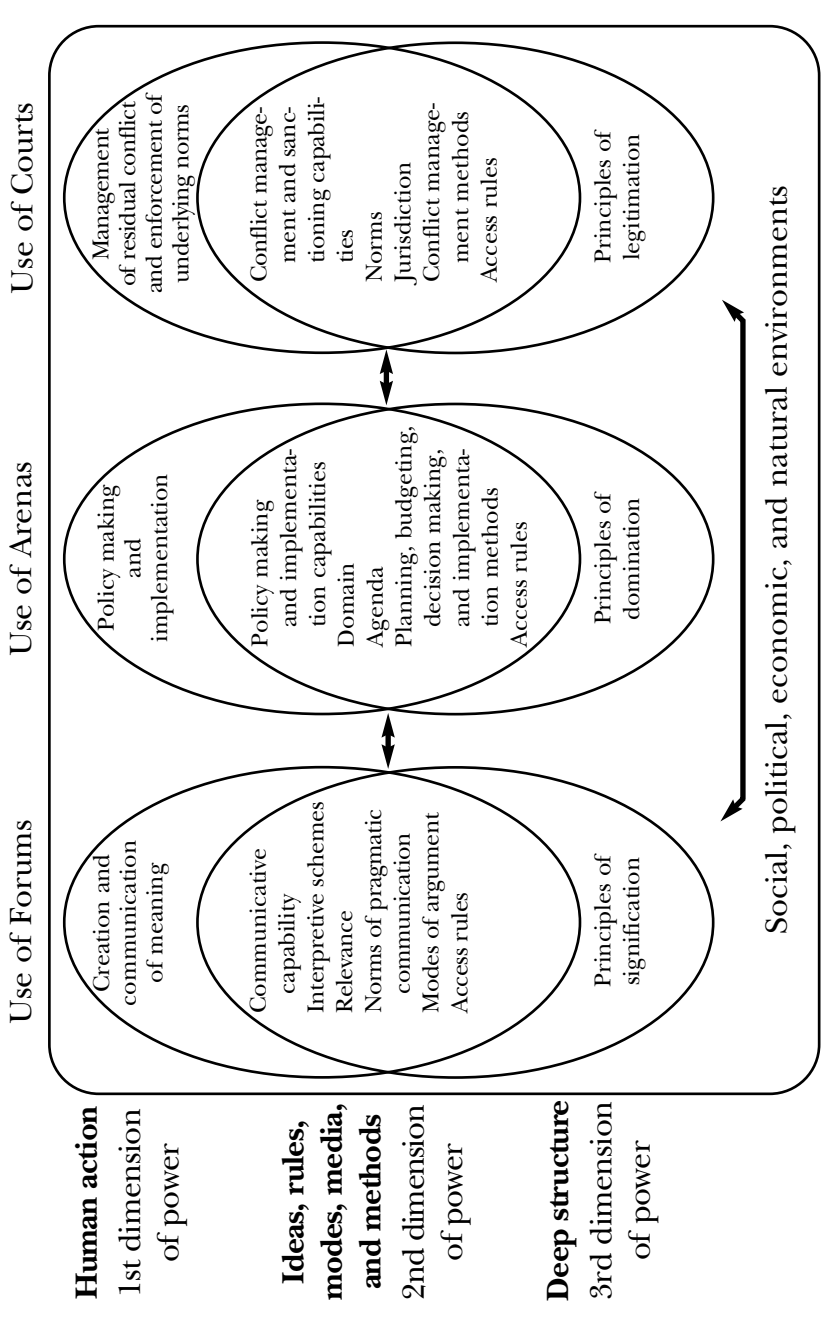 Use of Forums
Use of Arenas
Use of Courts
Human action
1st dimension
of power
Creation and
communication
of meaning
Policy making
and
implementation
Management
of residual conflict
and enforcement of
underlying norms
Ideas, rules,
modes, media,
and methods
2nd dimension
of power
Communicative
capability
Interpretive schemes
Relevance
Norms of pragmatic
communication
Modes of argument
Access rules
Policy making
and implementa-
tion capabilities
Domain
Agenda
Planning, budgeting,
decision making,
and implementa-
tion methods
Access rules
Conflict manage-
ment and sanc-
tioning capabili-
ties
Norms
Jurisdiction
Conflict manage-
ment methods
Access rules
Deep structure
3rd dimension
of power
Principles of
signification
Principles of
domination
Principles of
legitimation
Social, political, economic, and natural environments